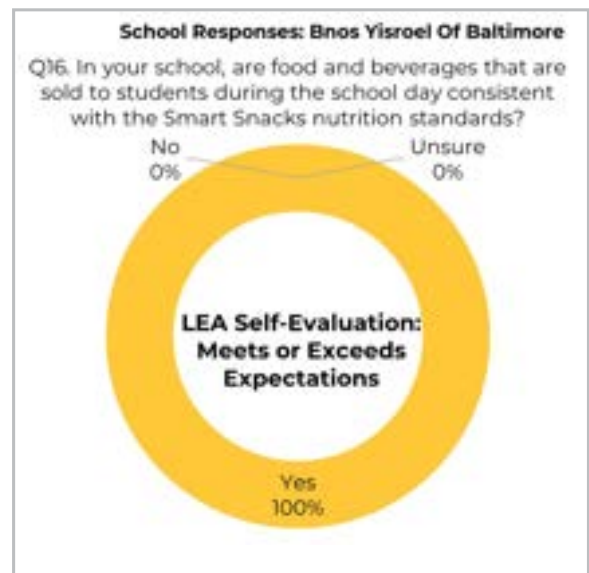 School Responses: Bnos Yisroel Of Baltimore
Q16. In your school, are food and beverages that are
sold to students during the school day consistent
with the Smart Snacks nutrition standards?
No
0%
Unsure
0%
LEA Self-Evaluation:
Meets or Exceeds
Expectations
Yes
100%